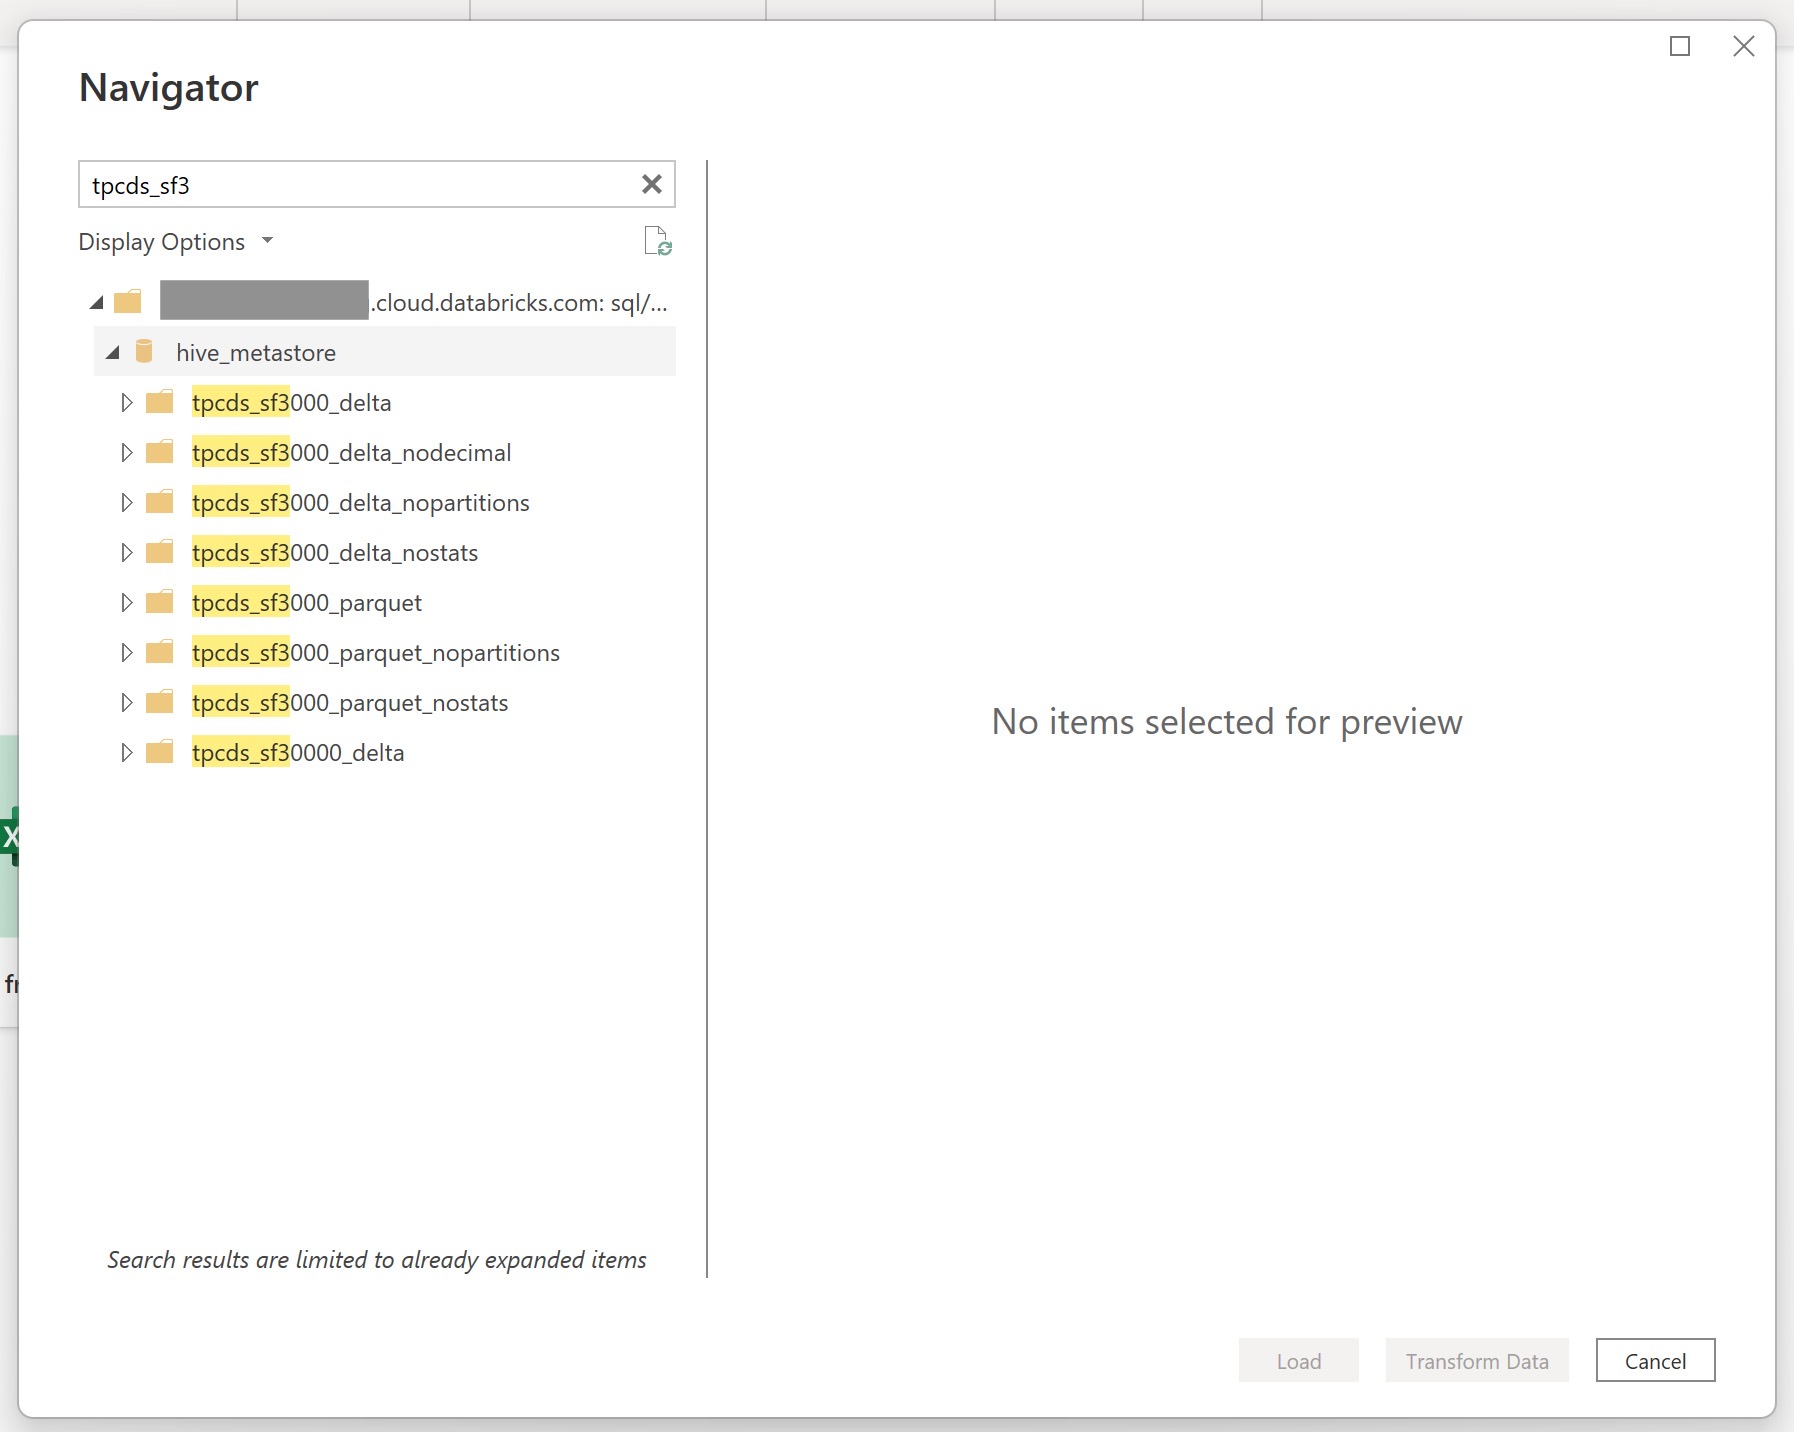 Navigator
tpcds_sf3
Display Options
.cloud.databricks.com: sql/...
hive_metastore
tpcds_sf3000_delta
tpcds_sf3000_delta_nodecimal
tpcds_sf3000_delta_nopartitions
tpcds_sf3000_delta_nostats
tpcds_sf3000_parquet
tpcds_sf3000_parquet_nopartitions
tpcds_sf3000_parquet_nostats
tpcds_sf30000_delta
No items selected for preview
X
fr
Search results are limited to already expanded items
Load
Transform Data
Cancel